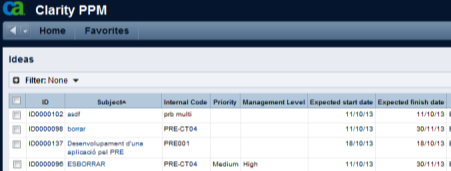 ca Clarity PPM
Home Favorites
Ideas
Filter: None
ID Subject Internal Code Priority Management Level Expected start date Expected finish date
ID0000102 asdf prb multi 11/10/13 11/10/13
ID0000098 borrar PRE-CT04 11/10/13 30/11/13
ID0000137 Desenvolupament d'una PRE001 18/10/13 18/10/13
aplicació pel PRE
ID0000096 ESBORRAR PRE-CT04 Medium High 11/10/13 30/11/13